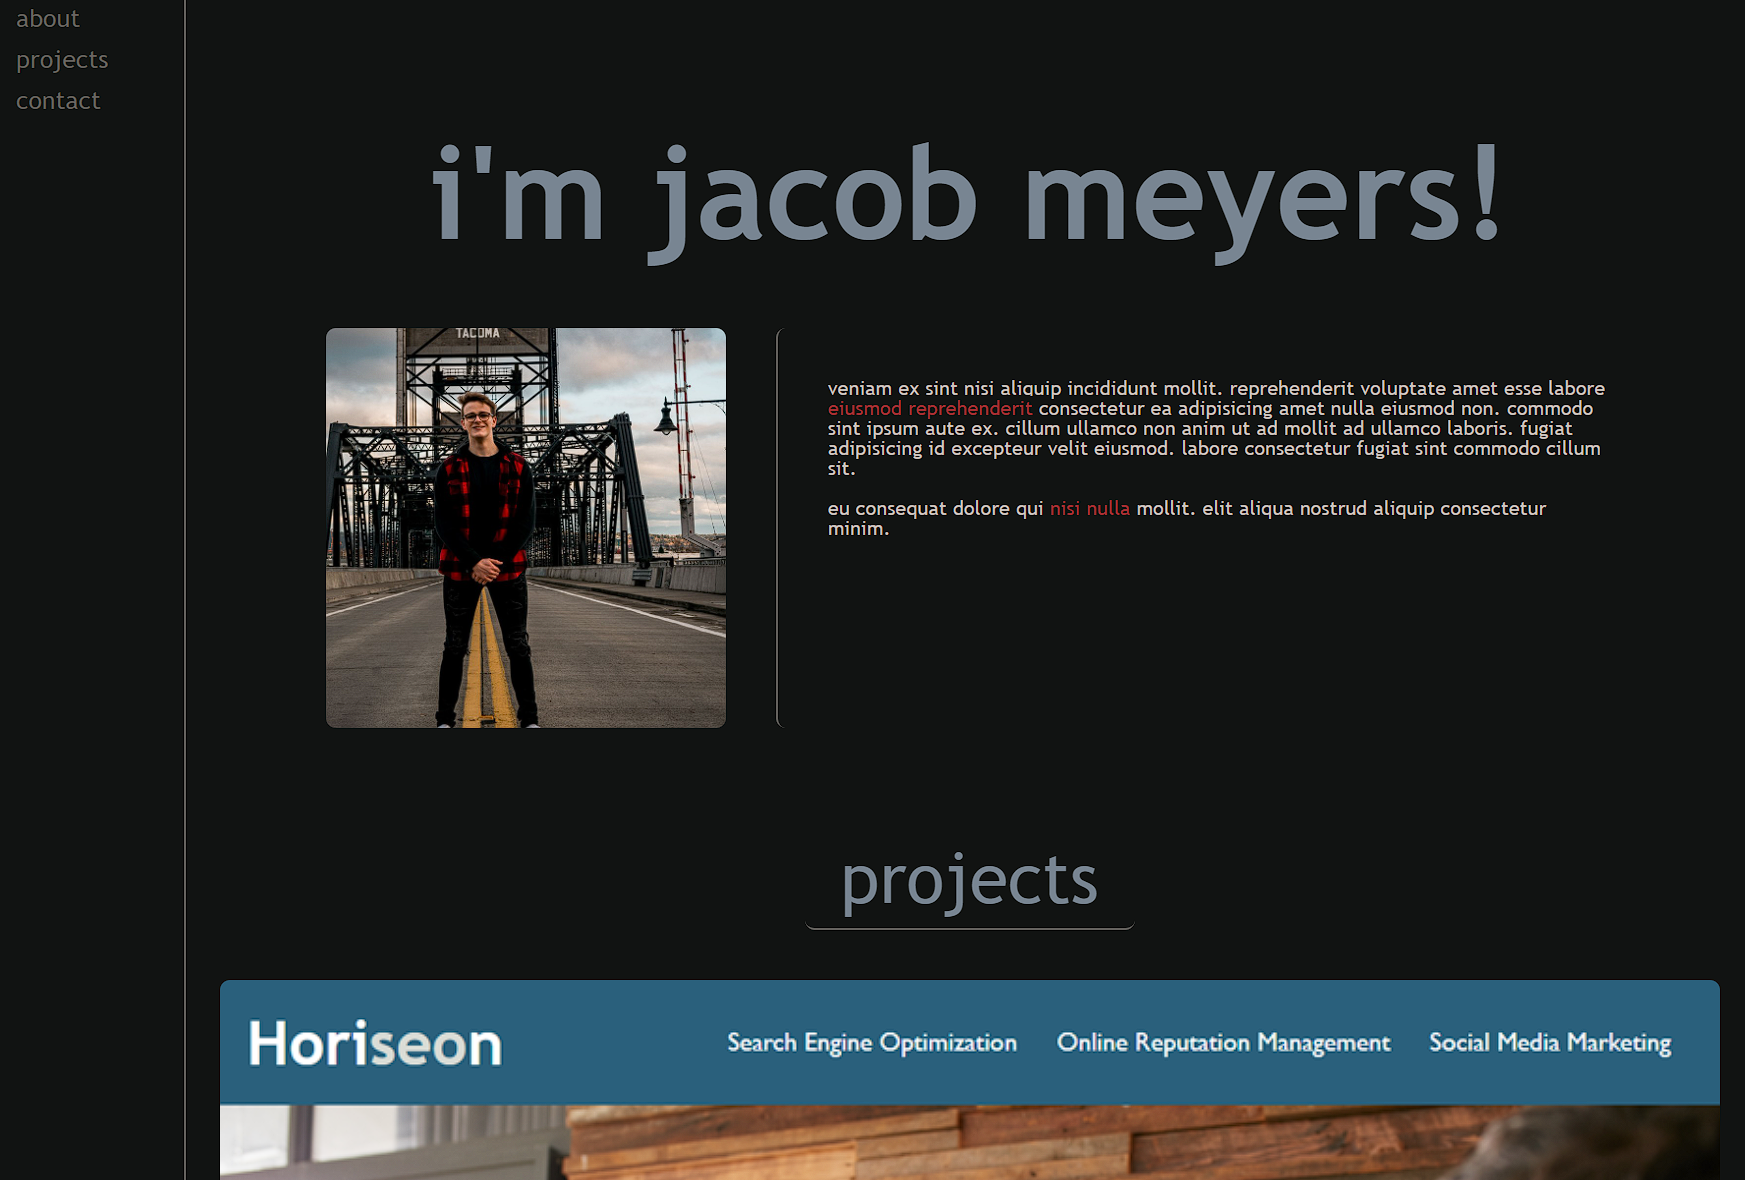 about
projects
contact
i'm jacob meyers!
TACOMA
veniam ex sint nisi aliquip incididunt mollit. reprehenderit voluptate amet esse labore
eiusmod reprehenderit consectetur ea adipisicing amet nulla eiusmod non. commodo
sint ipsum aute ex. cillum ullamco non anim ut ad mollit ad ullamco laboris. fugiat
adipisicing id excepteur velit eiusmod. labore consectetur fugiat sint commodo cillum
sit.
eu consequat dolore qui nisi nulla mollit. elit aliqua nostrud aliquip consectetur
minim.
projects
Horiseon
Search Engine Optimization
Online Reputation Management
Social Media Marketing